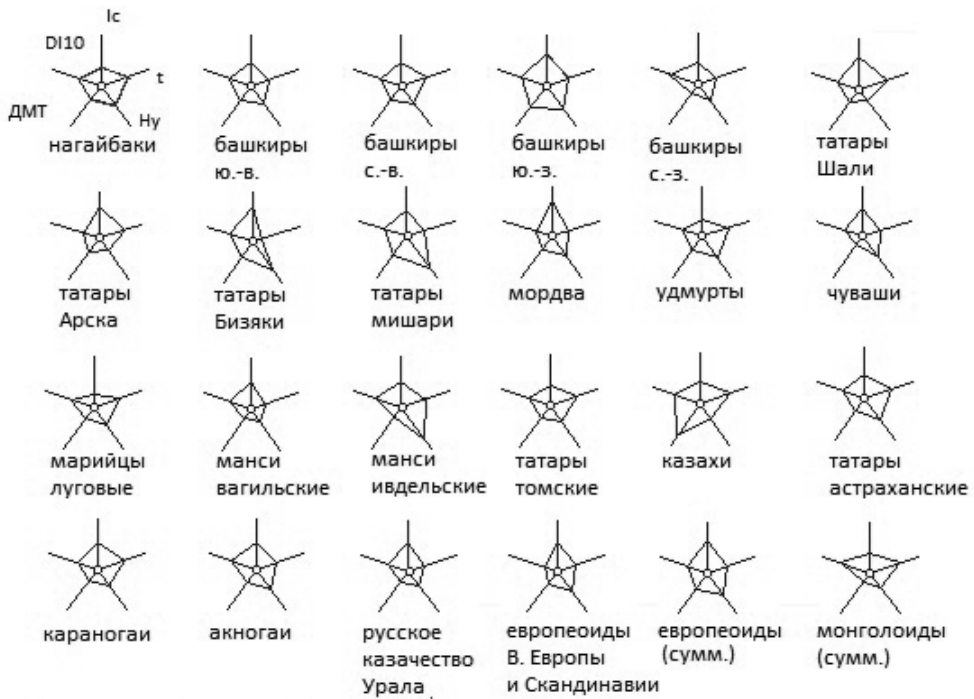 Ic
DI10
t
ДМТ
Hy
нагайбаки
башкиры
ю.-в.
башкиры
с.-в.
башкиры
ю.-з.
башкиры
с.-з.
татары
Шали
татары
Арска
татары
Бизяки
татары
мишари
мордва
удмурты
чуваши
марийцы
луговые
манси
вагильские
манси
ивдельские
татары
томские
казахи
татары
астраханские
караногаи
акногаи
русское
казачество
Урала
европеоиды
В. Европы
и Скандинавии
европеоиды
(сумм.)
монголоиды
(сумм.)